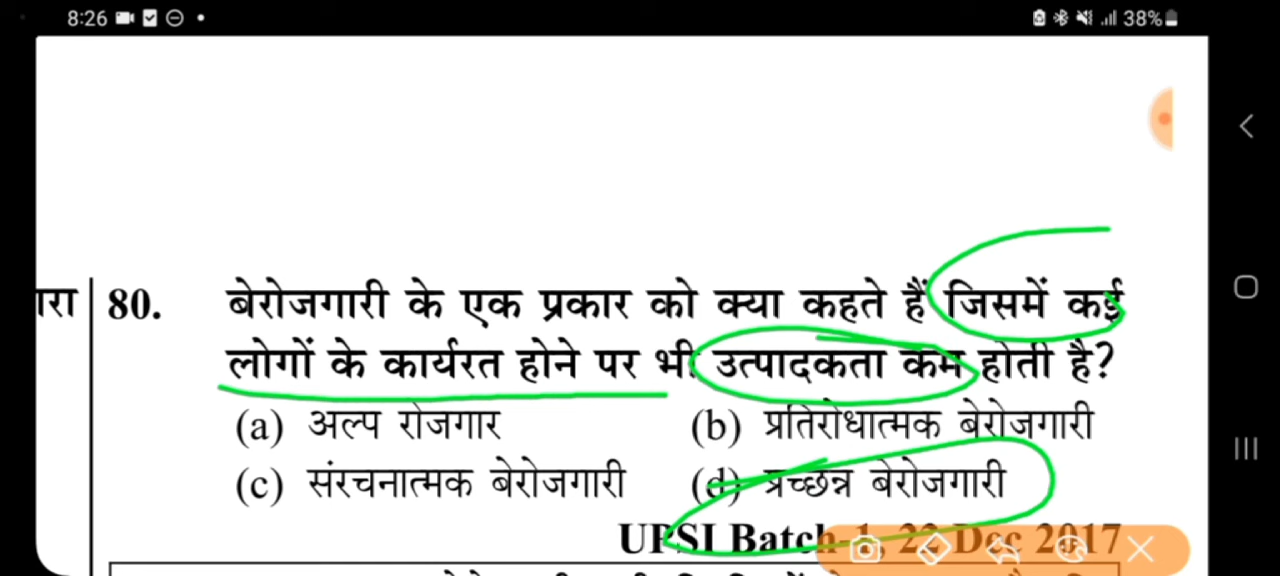 8:26
38%
रा 80. बेरोजगारी के एक प्रकार को क्या कहते हैं जिसमें कई
लोगों के कार्यरत होने पर भी उत्पादकता कम होती है?
(a) अल्प रोजगार (b) प्रतिरोधात्मक बेरोजगारी
(c) संरचनात्मक बेरोजगारी (d) प्रच्छन्न बेरोजगारी
UPSI Batch-1, 22 Dec 2017